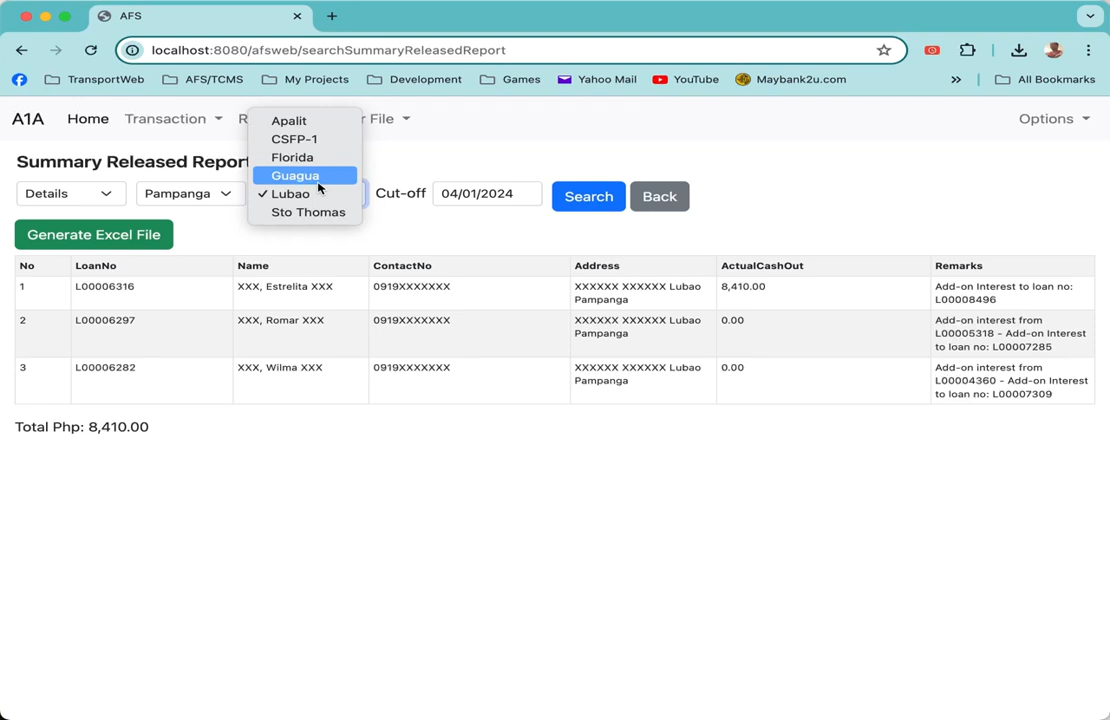 AFS
localhost:8080/afsweb/searchSummaryReleasedReport
TransportWeb AFS/TCMS My Projects Development Games Yahoo Mail YouTube Maybank2u.com » All Bookmarks
A1A Home Transaction R File Options
Apalit
CSFP-1
Florida
Guagua
Lubao
Sto Thomas
Summary Released Report
Details Pampanga Cut-off 04/01/2024 Search Back
Generate Excel File
No LoanNo Name ContactNo Address ActualCashOut Remarks
1 L00006316 XXX, Estrelita XXX 0919XXXXXXX XXXXXX XXXXXX Lubao 8,410.00 Add-on Interest to loan no:
Pampanga L00008496
2 L00006297 XXX, Romar XXX 0919XXXXXXX XXXXXX XXXXXX Lubao 0.00 Add-on interest from
Pampanga L00005318 - Add-on Interest
to loan no: L00007285
3 L00006282 XXX, Wilma XXX 0919XXXXXXX XXXXXX XXXXXX Lubao 0.00 Add-on interest from
Pampanga L00004360 - Add-on Interest
to loan no: L00007309
Total Php: 8,410.00